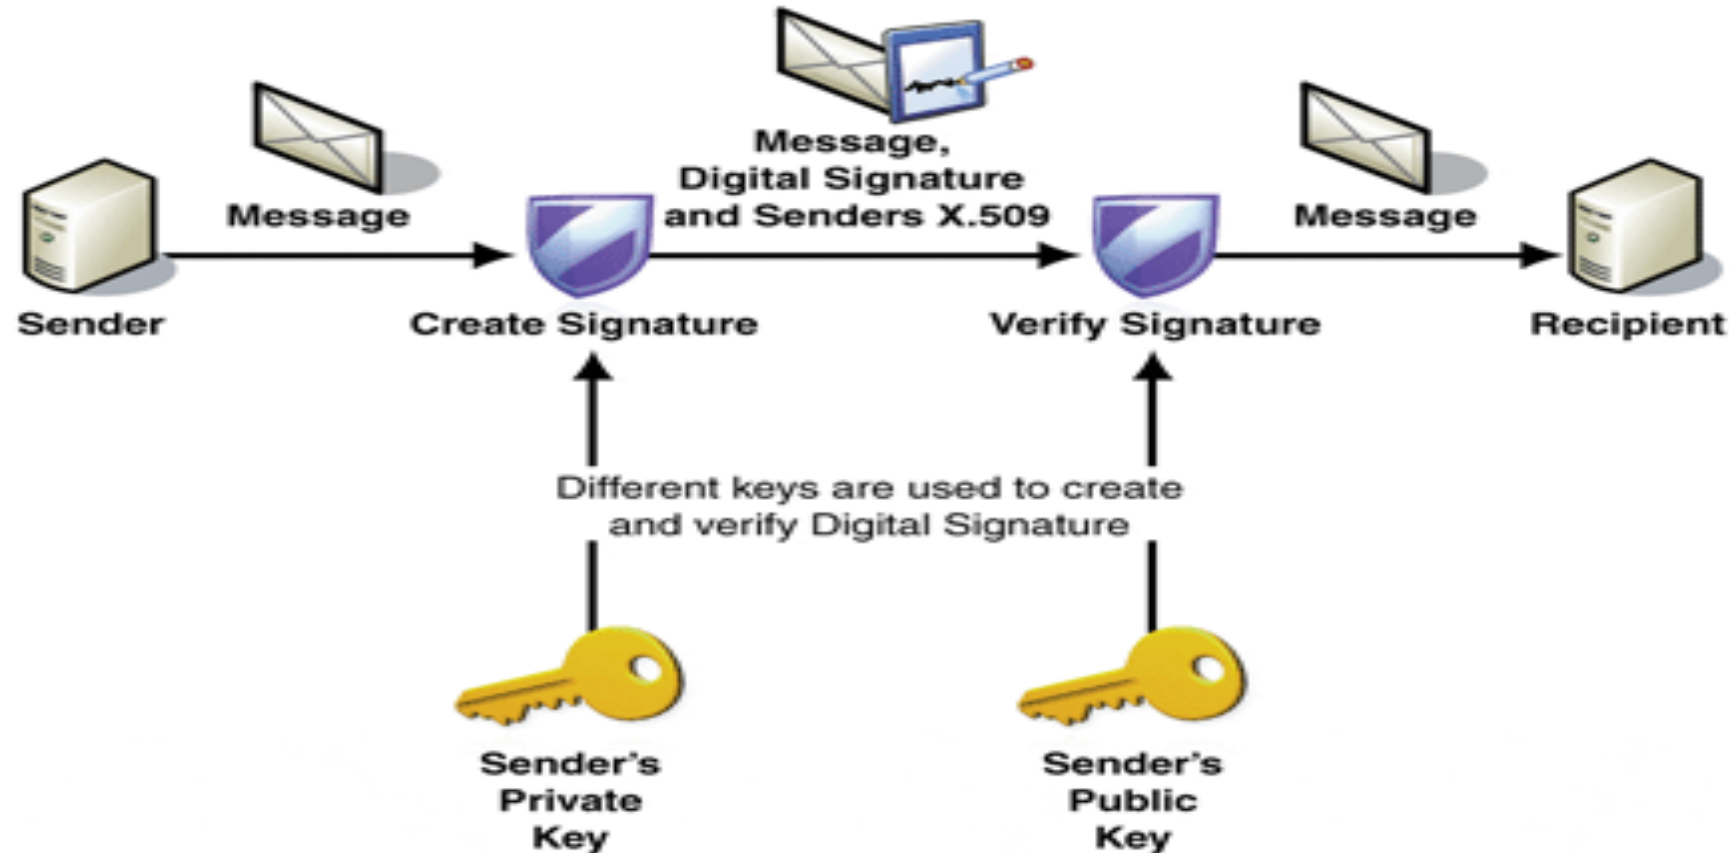 Message
Message,
Digital Signature
and Senders X.509
Message
Sender
Create Signature
Verify Signature
Recipient
Different keys are used to create
and verify Digital Signature
Sender's
Private
Key
Sender's
Public
Key